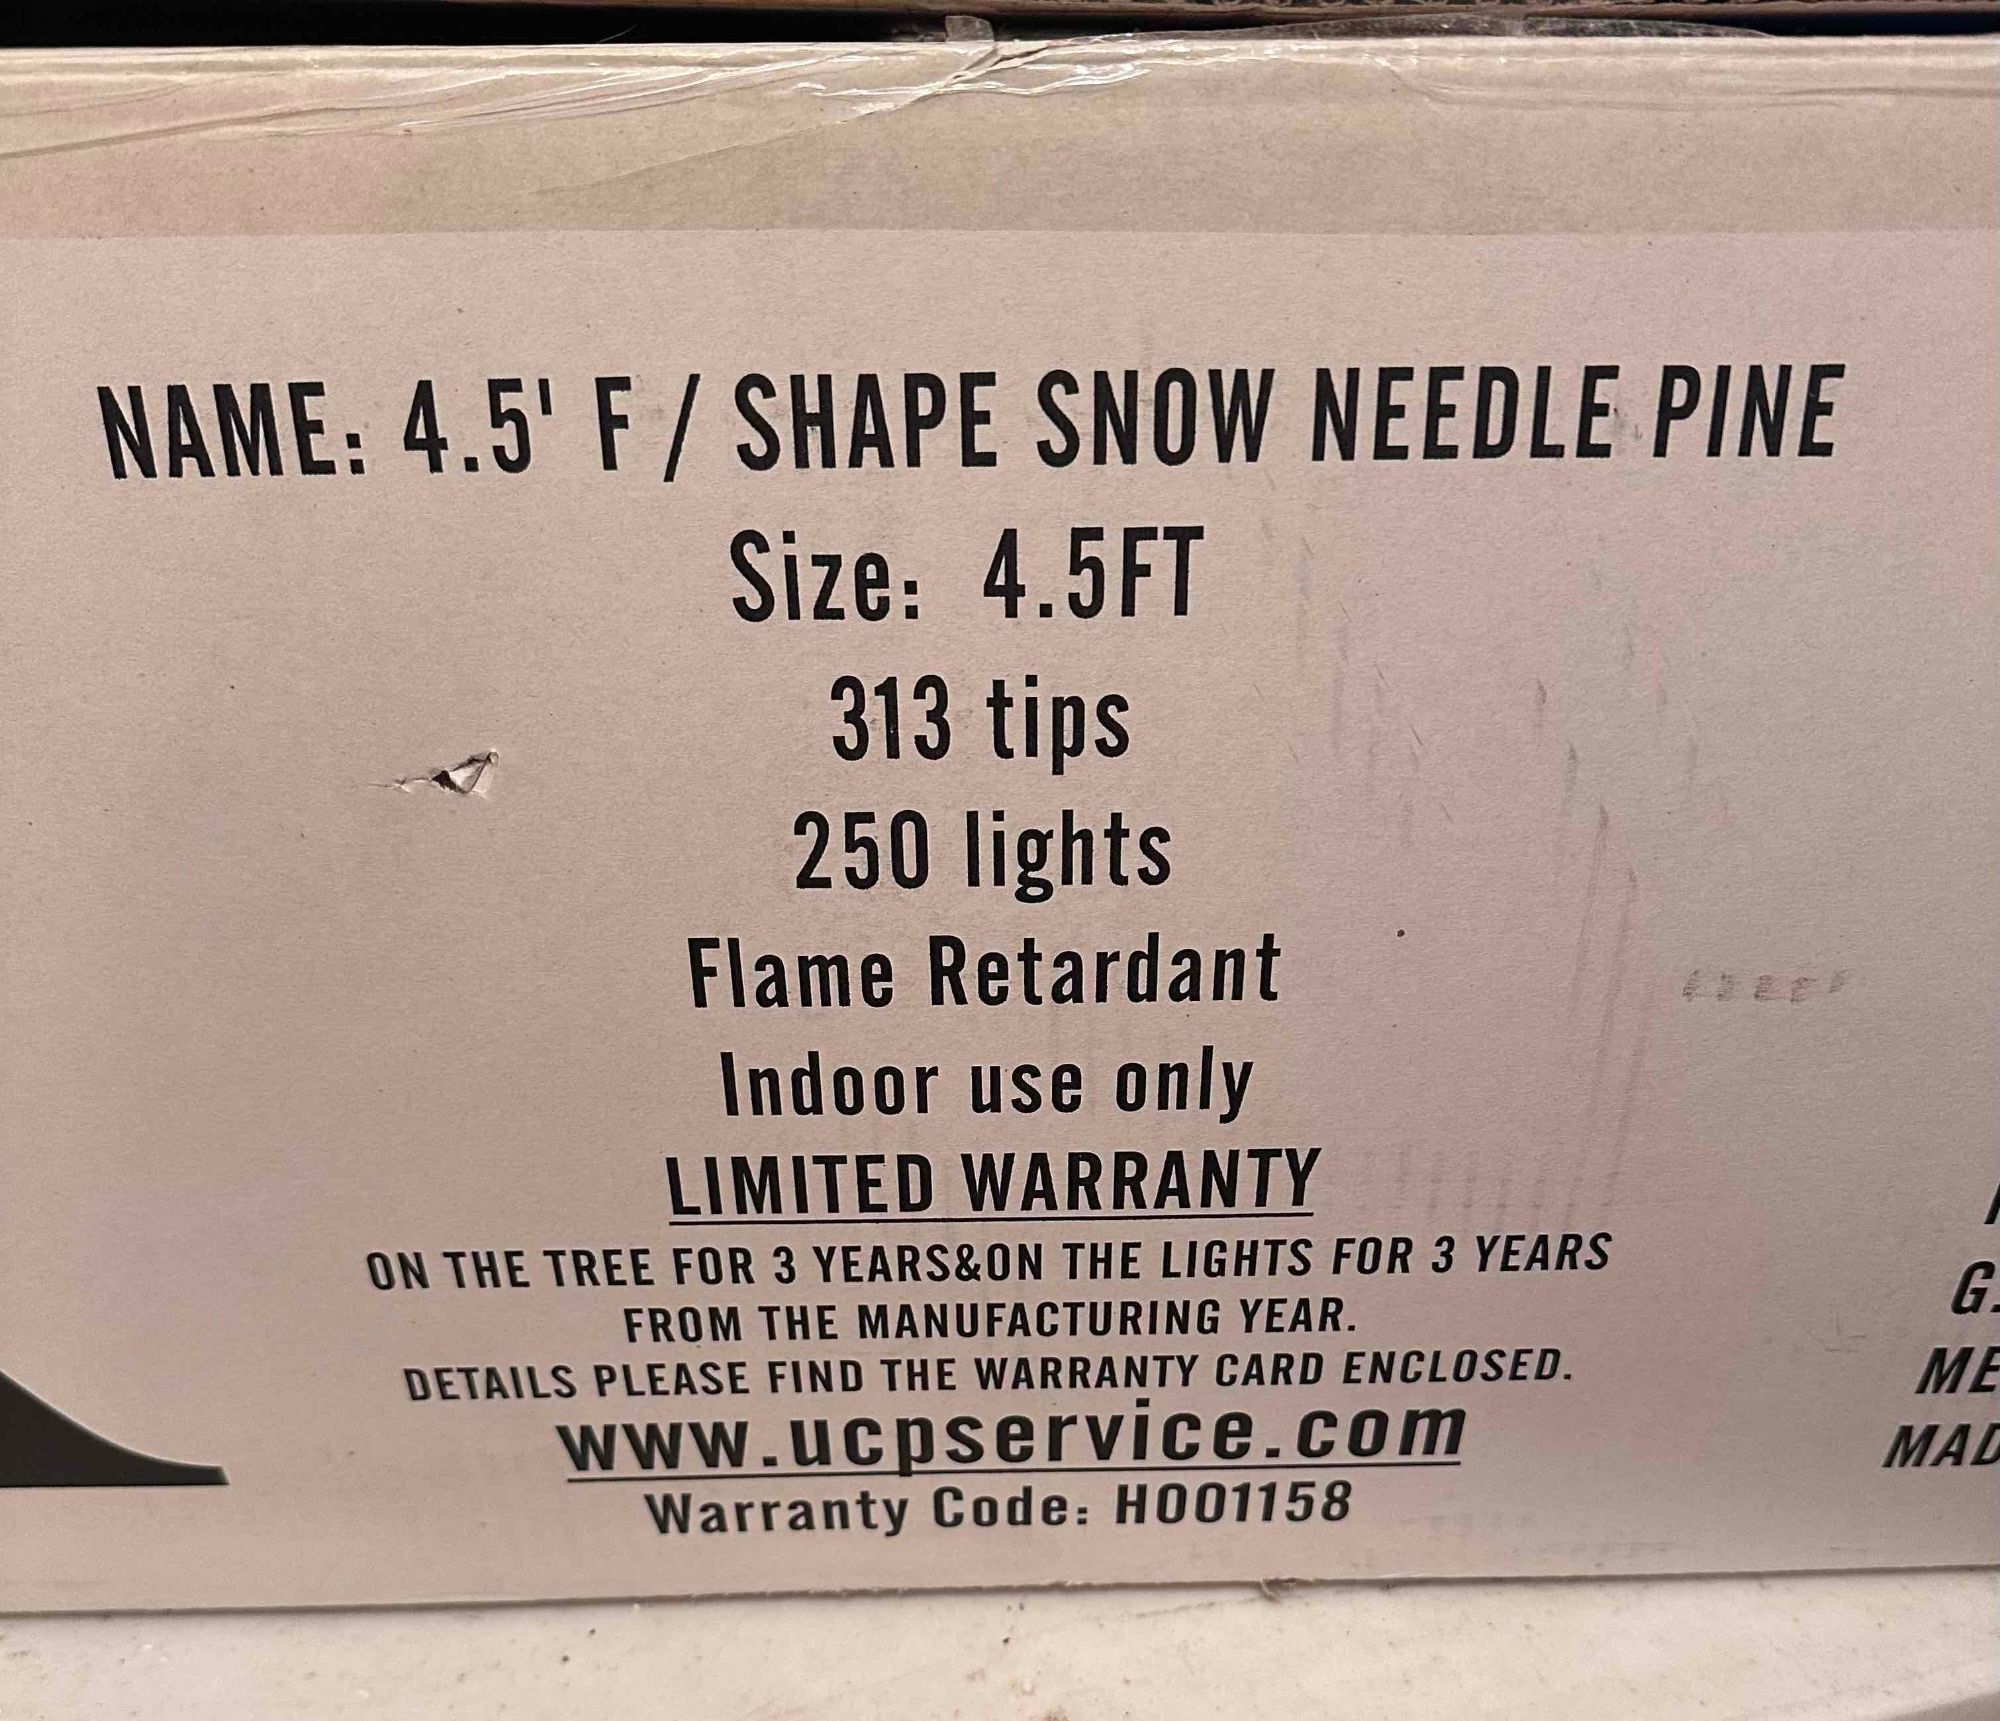 NAME: 4.5' F / SHAPE SNOW NEEDLE PINE
Size: 4.5FT
313 tips
250 lights
Flame Retardant
Indoor use only
LIMITED WARRANTY
ON THE TREE FOR 3 YEARS&ON THE LIGHTS FOR 3 YEARS
FROM THE MANUFACTURING YEAR.
DETAILS PLEASE FIND THE WARRANTY CARD ENCLOSED.
www.ucpservice.com
Warranty Code: H001158
G.
ME
MAD